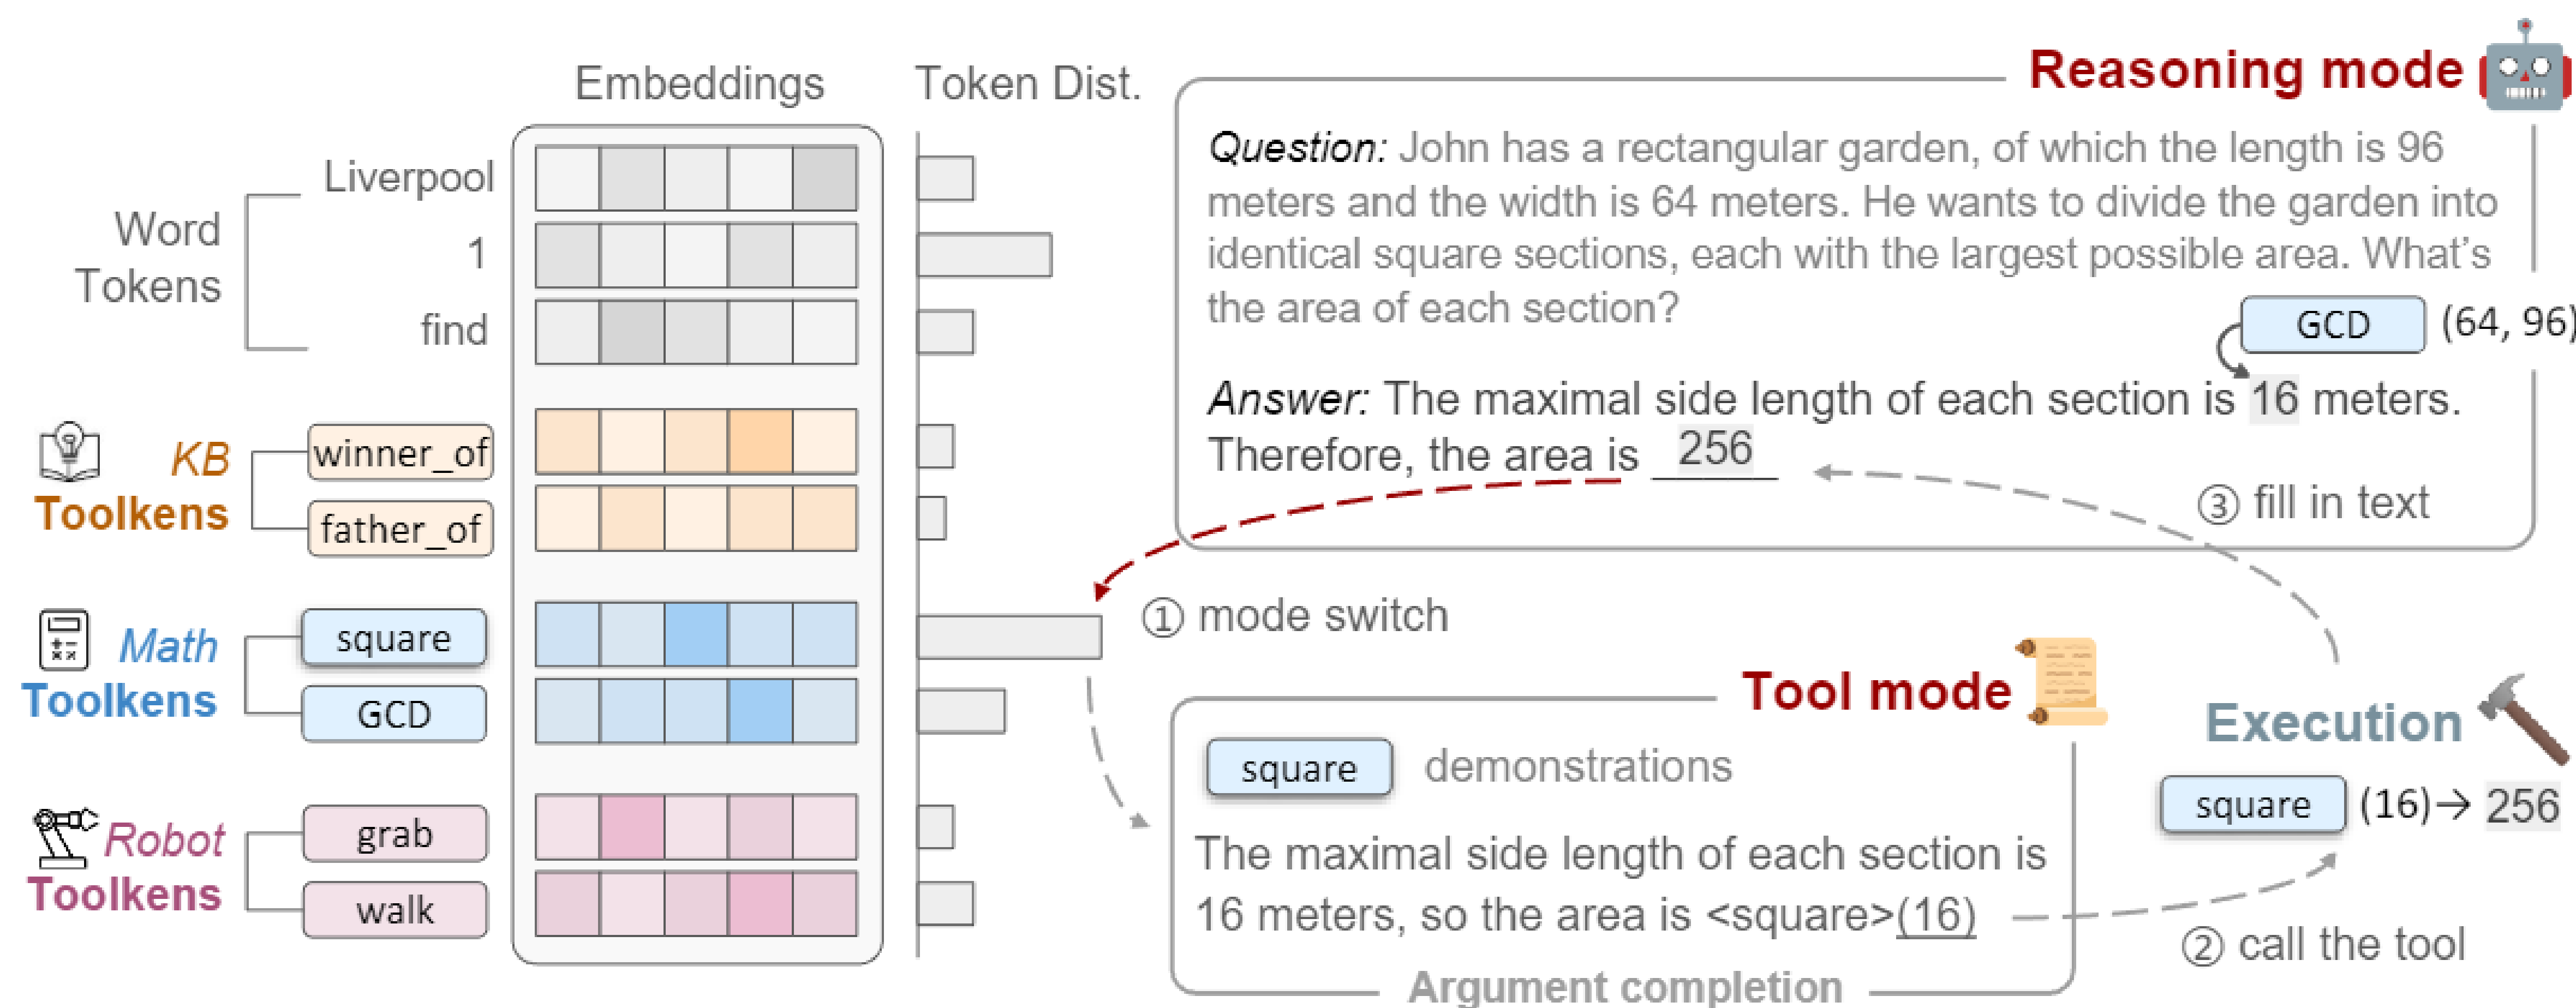 Embeddings
Token Dist.
Liverpool
Word
Tokens
1
find
KB
Toolkens
winner_of
father_of
Math
Toolkens
square
GCD
Robot
Toolkens
grab
walk
Reasoning mode
Question: John has a rectangular garden, of which the length is 96
meters and the width is 64 meters. He wants to divide the garden into
identical square sections, each with the largest possible area. What's
the area of each section?
GCD (64, 96)
Answer: The maximal side length of each section is 16 meters.
Therefore, the area is 256
③ fill in text
① mode switch
Tool mode
square demonstrations
The maximal side length of each section is
16 meters, so the area is <square>(16)
Argument completion
Execution
square (16)→ 256
② call the tool